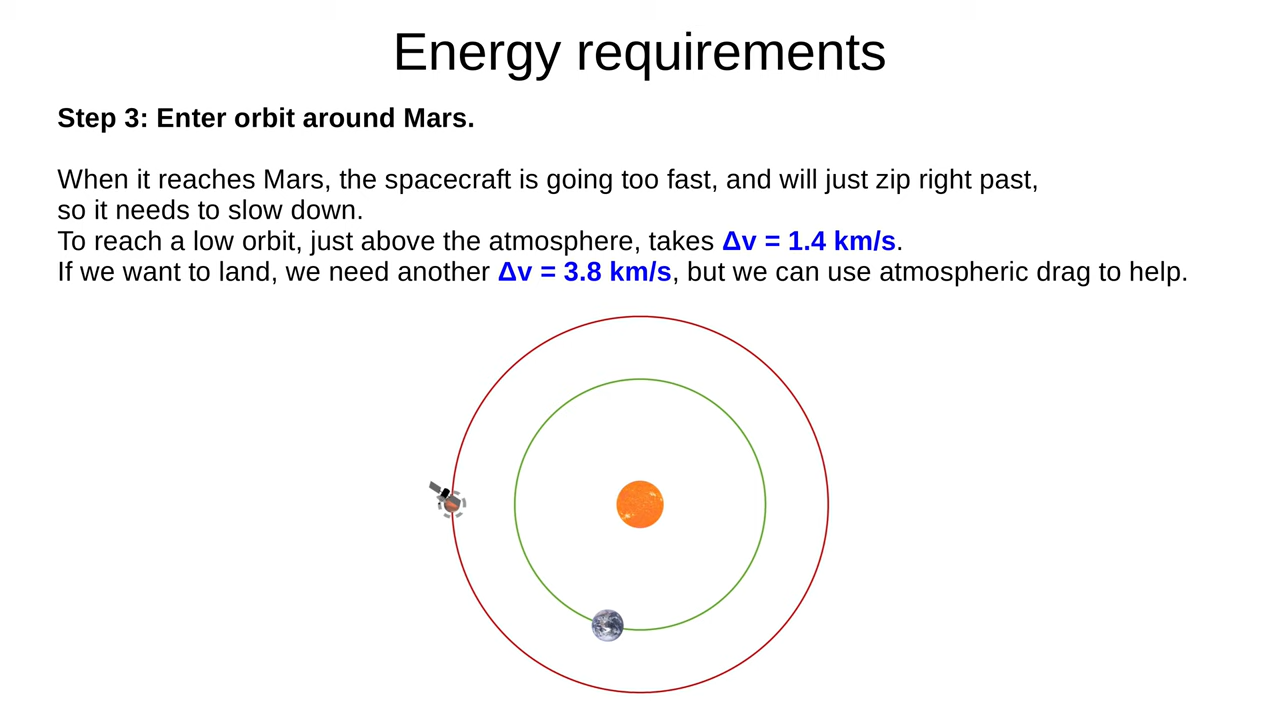 Energy requirements
Step 3: Enter orbit around Mars.
When it reaches Mars, the spacecraft is going too fast, and will just zip right past,
so it needs to slow down.
To reach a low orbit, just above the atmosphere, takes Δv = 1.4 km/s.
If we want to land, we need another Δv = 3.8 km/s, but we can use atmospheric drag to help.